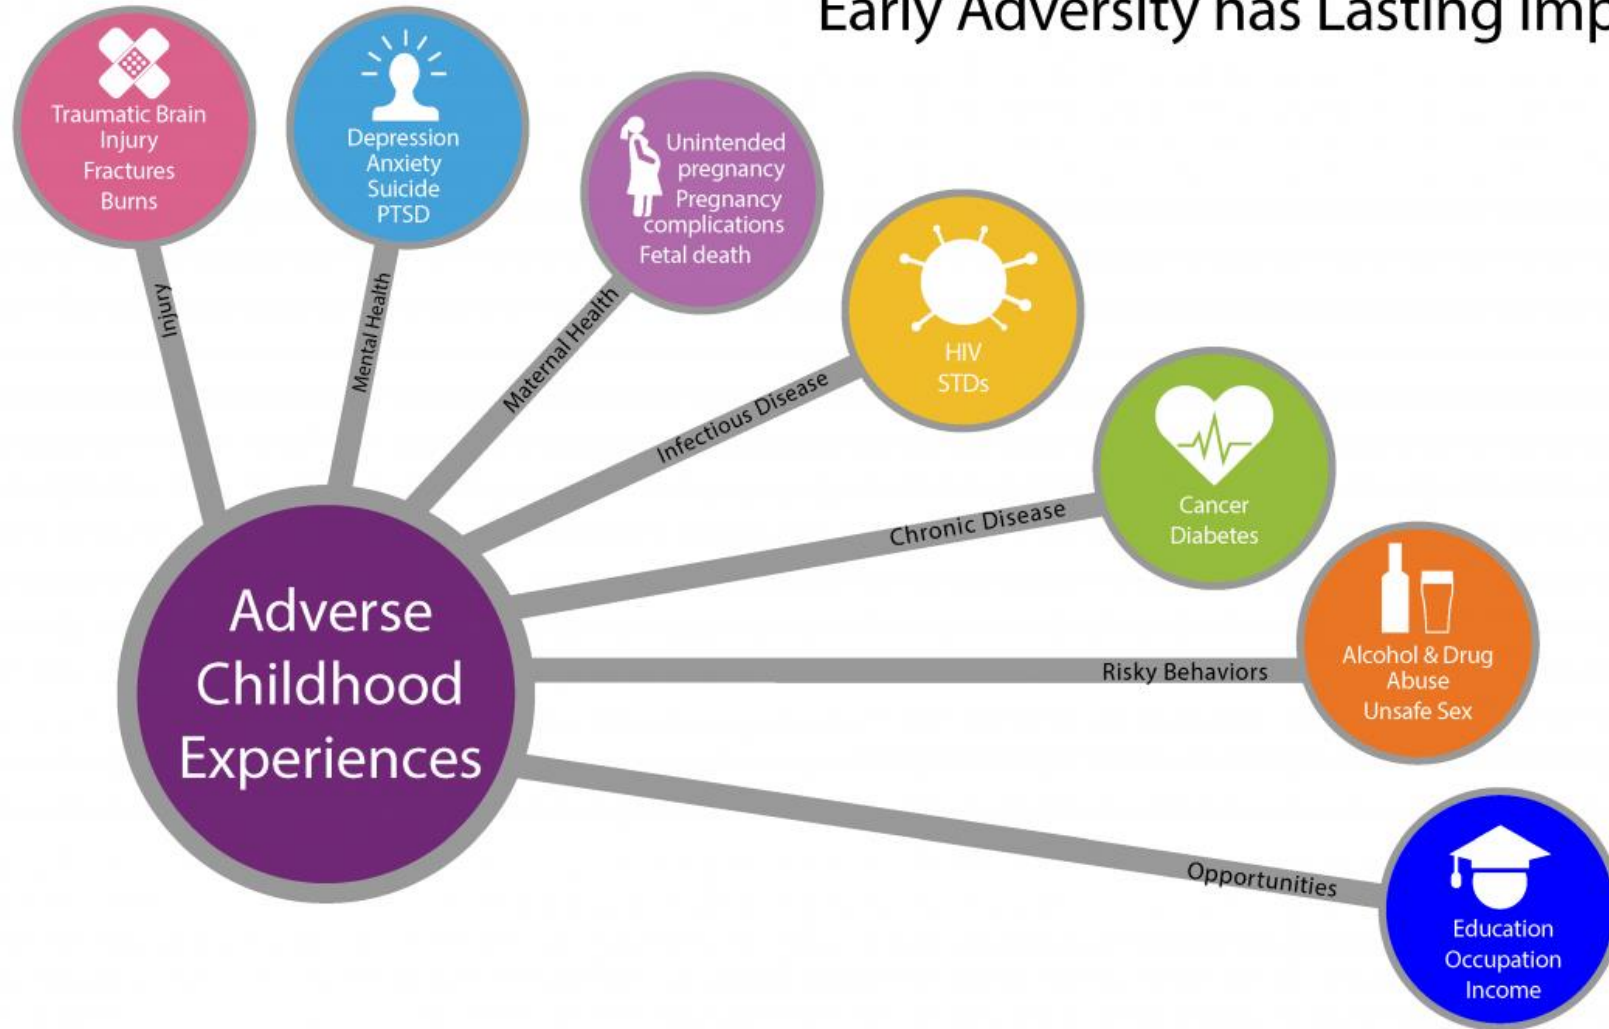 Early Adversity has Lasting
Traumatic Brain
Injury
Fractures
Burns
Depression
Anxiety
Suicide
PTSD
Unintended
pregnancy
Pregnancy
complications
Fetal death
HIV
STDs
Cancer
Diabetes
Alcohol & Drug
Abuse
Unsafe Sex
Education
Occupation
Income
Injury
Mental Health
Maternal Health
Infectious Disease
Chronic Disease
Risky Behaviors
Opportunities
Adverse
Childhood
Experiences